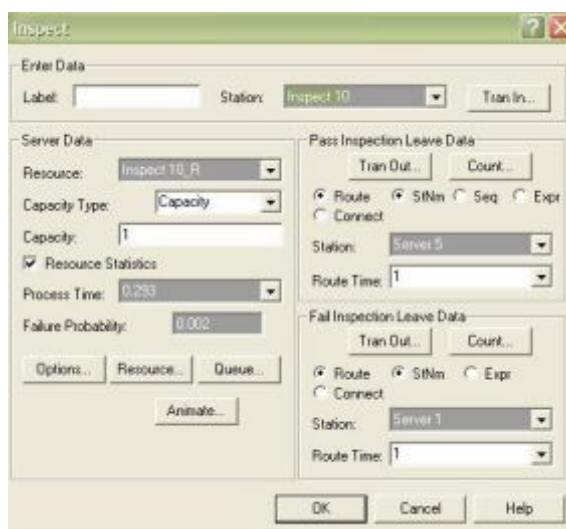 Inspect
Enter Data
Label: Station: Inspect 10 Tran In...
Server Data
Resource: Inspect 10_R
Capacity Type: Capacity
Capacity: 1
Resource Statistics
Process Time: 0.293
Failure Probability: 0.002
Options... Resource... Queue...
Animate...
Pass Inspection Leave Data
Tran Out... Count...
Route StNm Seq Expr
Connect
Station: Server 5
Route Time: 1
Fail Inspection Leave Data
Tran Out... Count...
Route StNm Expr
Connect
Station: Server 1
Route Time: 1
OK Cancel Help